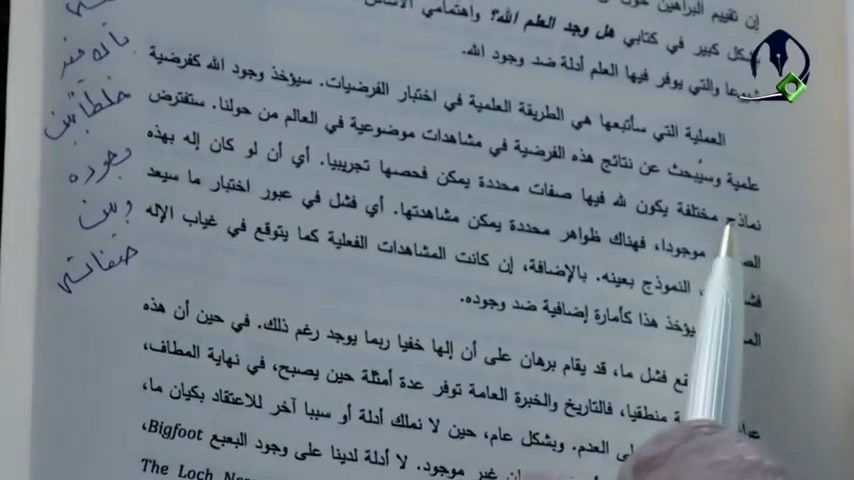 إن تقييم البراهين حول
بشكل كبير في كتابي هل وجد العلم الله؟ واهتمامي
شيوعا والتي يوفر فيها العلم أدلة ضد وجود الله.
العملية التي سأتبعها هي الطريقة العلمية في اختبار الفرضيات. سيؤخذ وجود الله كفرضية
علمية وسيُبحث عن نتائج هذه الفرضية في مشاهدات موضوعية في العالم من حولنا. ستفترض
نماذج مختلفة يكون لله فيها صفات محددة يمكن فحصها تجريبيا. أي أن لو كان إله بهذه
موجودا، فهناك ظواهر محددة يمكن مشاهدتها. أي فشل في عبور اختبار ما سيعد
النموذج بعينه. بالإضافة، إن كانت المشاهدات الفعلية كما يتوقع في غياب الإله
يؤخذ هذا كأمارة إضافية ضد وجوده.
فشل ما، قد يقام برهان على أن إلها خفيا ربما يوجد رغم ذلك. في حين أن هذه
منطقيا، فالتاريخ والخبرة العامة توفر عدة أمثلة حين يصبح، في نهاية المطاف،
العدم. وبشكل عام، حين لا نملك أدلة أو سببا آخر للاعتقاد بكيان ما،
غير موجود. لا أدلة لدينا على وجود البعبع Bigfoot،
The Loch
بوجوده
وبين
صفاته